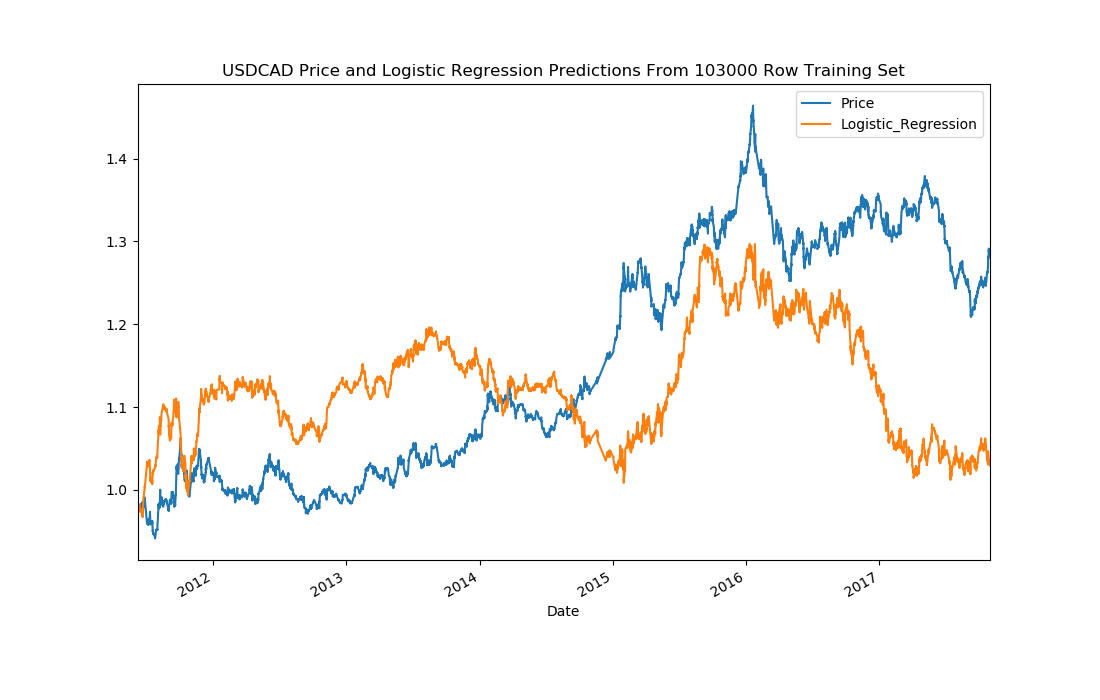 USDCAD Price and Logistic Regression Predictions From 103000 Row Training Set
Price
Logistic_Regression
1.4
1.3
1.2
1.1
1.0
2012 2013 2014 2015 2016 2017
Date